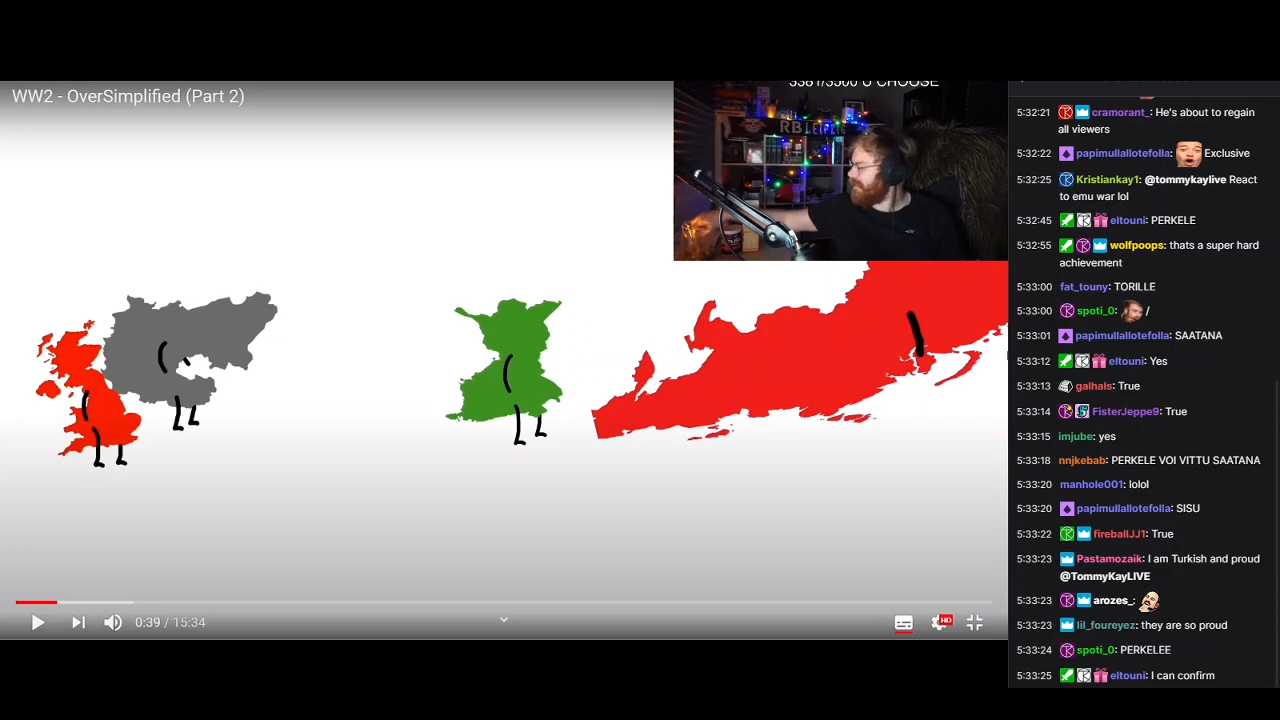 WW2 - OverSimplified (Part 2)
3381/3500 U CHOOSE
RB LEIPZIG
0:39 / 15:34
HD
5:32:21 cramorant_: He's about to regain
all viewers
5:32:22 papimullallotefolla: Exclusive
5:32:25 Kristiankay1: @tommykaylive React
to emu war lol
5:32:45 eltouni: PERKELE
5:32:55 wolfpoops: thats a super hard
achievement
5:33:00 fat_touny: TORILLE
5:33:00 spoti_0: /
5:33:01 papimullallotefolla: SAATANA
5:33:12 eltouni: Yes
5:33:13 galhals: True
5:33:14 FisterJeppe9: True
5:33:15 imjube: yes
5:33:18 nnjkebab: PERKELE VOI VITTU SAATANA
5:33:20 manhole001: lolol
5:33:20 papimullallotefolla: SISU
5:33:22 fireballJJ1: True
5:33:23 Pastamozaik: I am Turkish and proud
@TommyKayLIVE
5:33:23 arozes_:
5:33:23 lil_foureyez: they are so proud
5:33:24 spoti_0: PERKELEE
5:33:25 eltouni: I can confirm